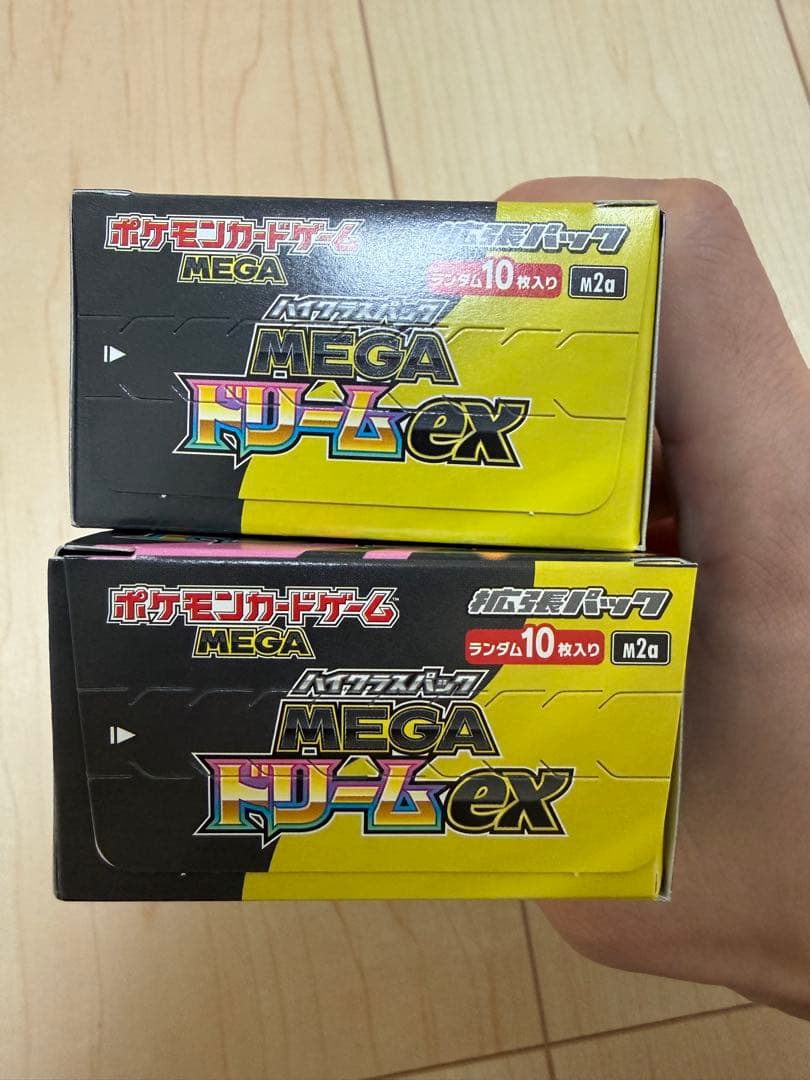 ポケモンカードゲーム
MEGA
拡張パック
ランダム10枚入り M2a
ハイクラスパック
MEGA
ドリームex
ポケモンカードゲーム™
MEGA
拡張パック
ランダム10枚入り M2a
ハイクラスパック
MEGA
ドリームex